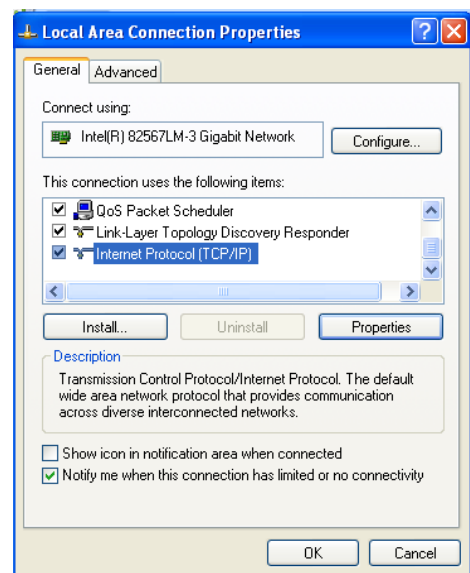 Local Area Connection Properties
General Advanced
Connect using:
Intel(R) 82567LM-3 Gigabit Network
Configure...
This connection uses the following items:
QoS Packet Scheduler
Link-Layer Topology Discovery Responder
Internet Protocol (TCP/IP)
Install... Uninstall Properties
Description
Transmission Control Protocol/Internet Protocol. The default
wide area network protocol that provides communication
across diverse interconnected networks.
Show icon in notification area when connected
Notify me when this connection has limited or no connectivity
OK Cancel